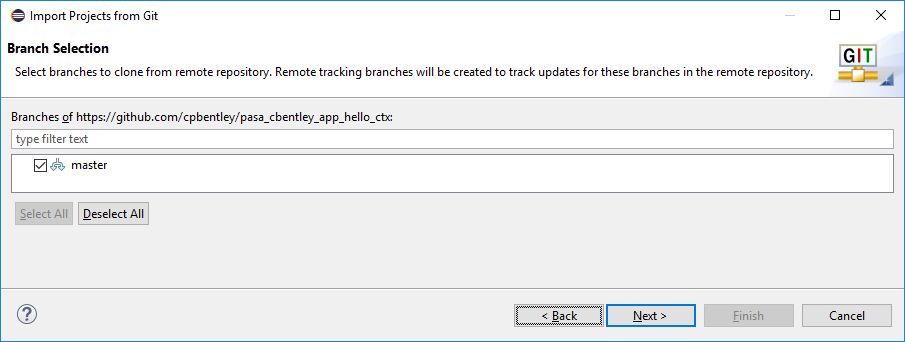 Import Projects from Git
Branch Selection
Select branches to clone from remote repository. Remote tracking branches will be created to track updates for these branches in the remote repository.
GIT
Branches of https://github.com/cpbentley/pasa_cbentley_app_hello_ctx:
type filter text
master
Select All Deselect All
? < Back Next > Finish Cancel